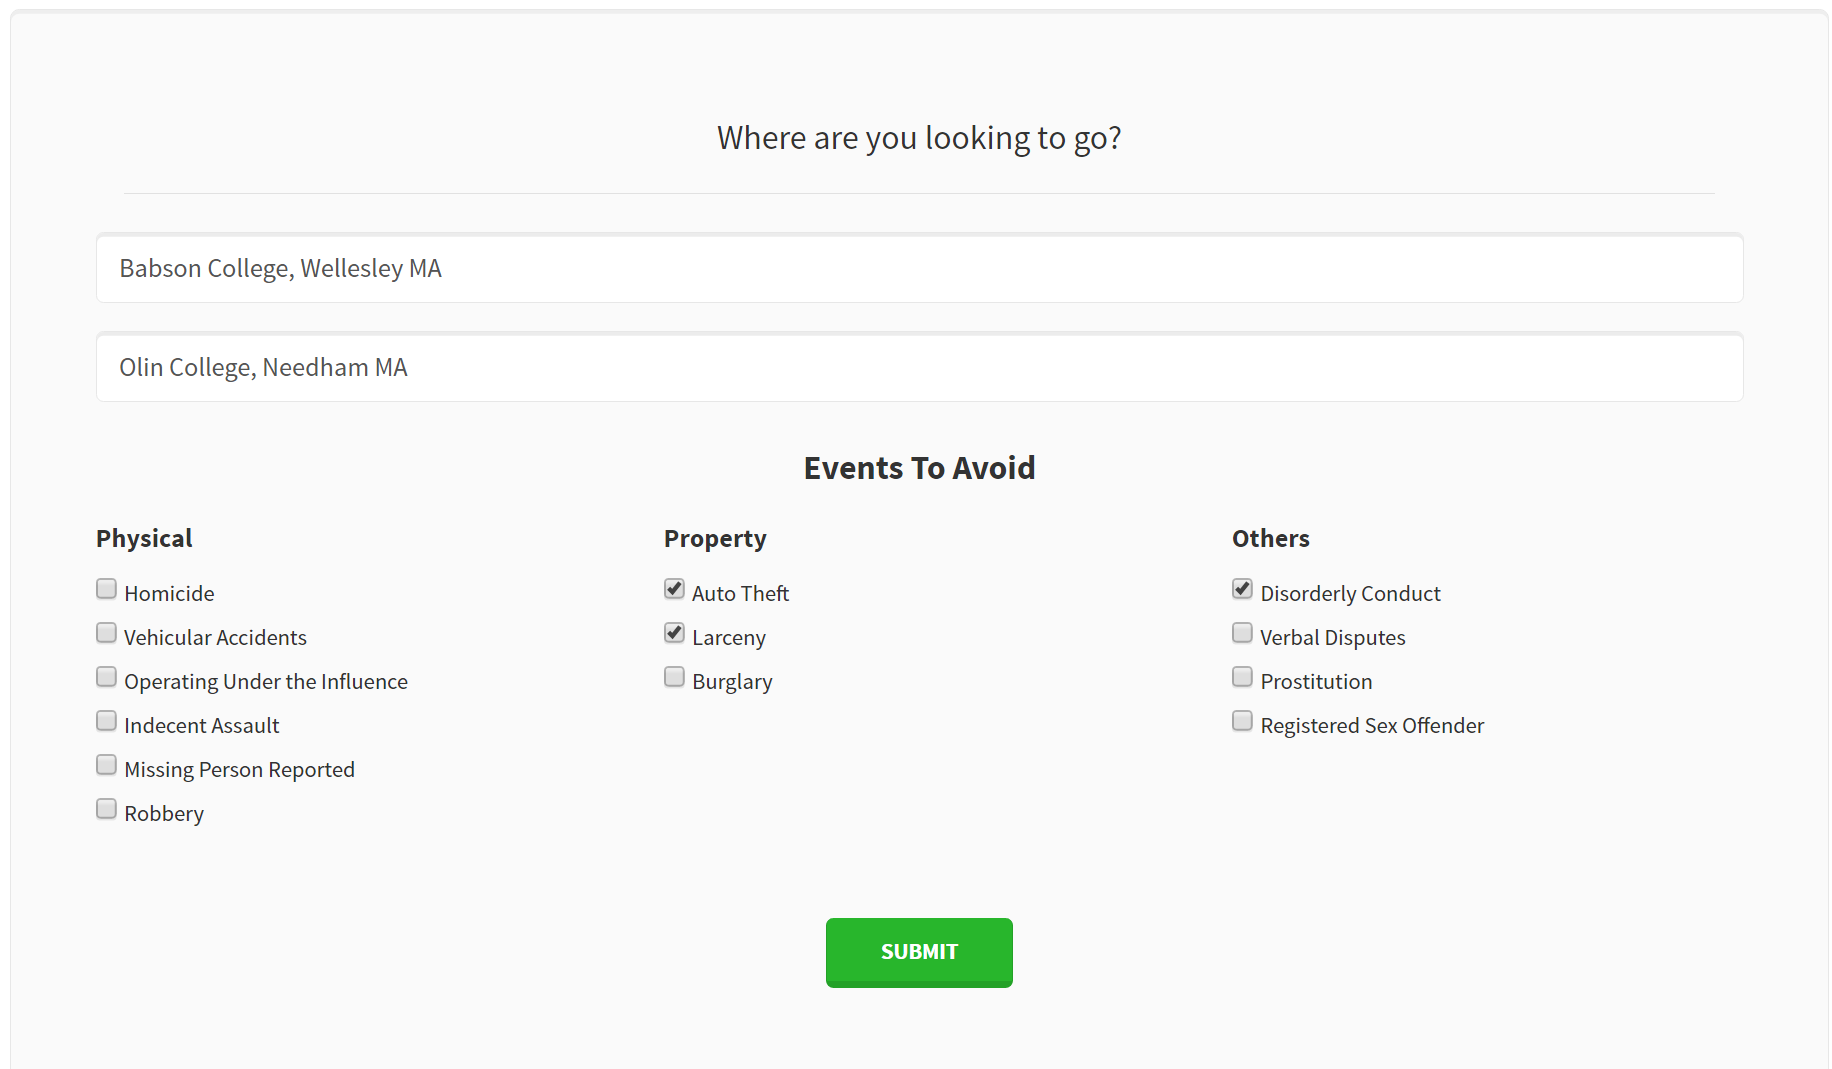 Where are you looking to go?
Babson College, Wellesley MA
Olin College, Needham MA
Events To Avoid
Physical
Homicide
Vehicular Accidents
Operating Under the Influence
Indecent Assault
Missing Person Reported
Robbery
Property
Auto Theft
Larceny
Burglary
Others
Disorderly Conduct
Verbal Disputes
Prostitution
Registered Sex Offender
SUBMIT